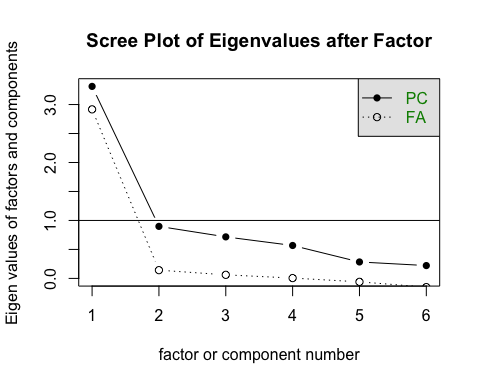 Scree Plot of Eigenvalues after Factor
Eigen values of factors and components
3.0
2.0
1.0
0.0
PC
FA
1 2 3 4 5 6
factor or component number